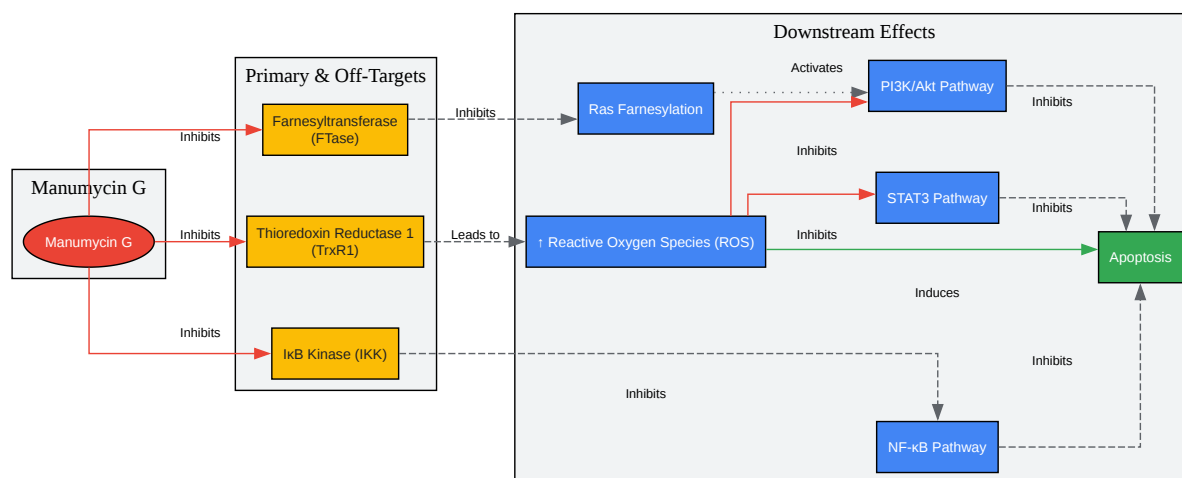 Manumycin G
Manumycin G
Inhibits
Inhibits
Inhibits
Primary & Off-Targets
Farnesyltransferase
(FTase)
Thioredoxin Reductase 1
(TrxR1)
IκB Kinase (IKK)
Inhibits
Leads to
Inhibits
Downstream Effects
Ras Farnesylation
↑ Reactive Oxygen Species (ROS)
Activates
Inhibits
Inhibits
Induces
PI3K/Akt Pathway
STAT3 Pathway
NF-κB Pathway
Inhibits
Inhibits
Inhibits
Apoptosis